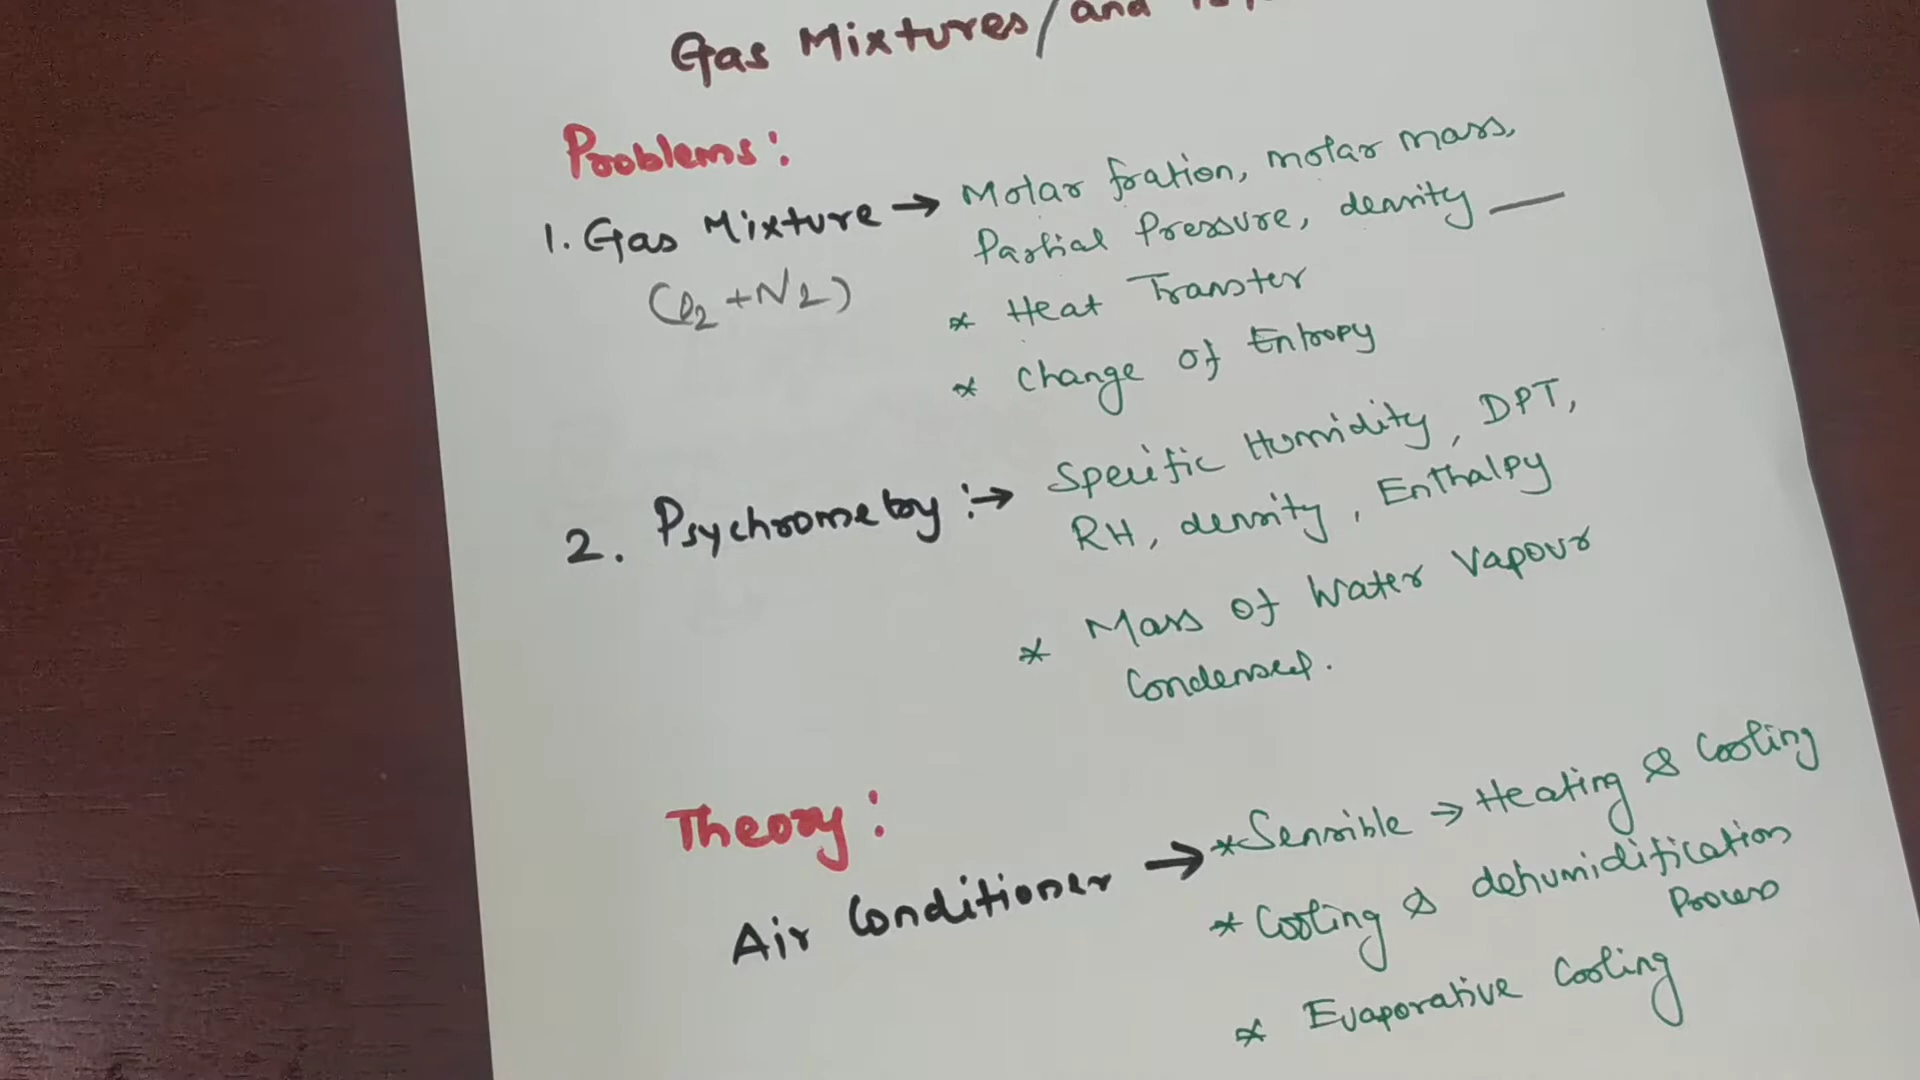 Gas Mixtures/and
Problems:
1. Gas Mixture → Molar fration, molar mass,
Partial Pressure, density —
(O2 + N2)
* Heat Transter
* Change of Entropy
2. Psychrometry :→ Specific Humidity, DPT,
RH, density, Enthalpy
* Mass of Water Vapour
Condensed.
Theory:
Air Conditioner → * Sensible → Heating & Cooling
* Cooling & dehumidification
Process
* Evaporative Cooling